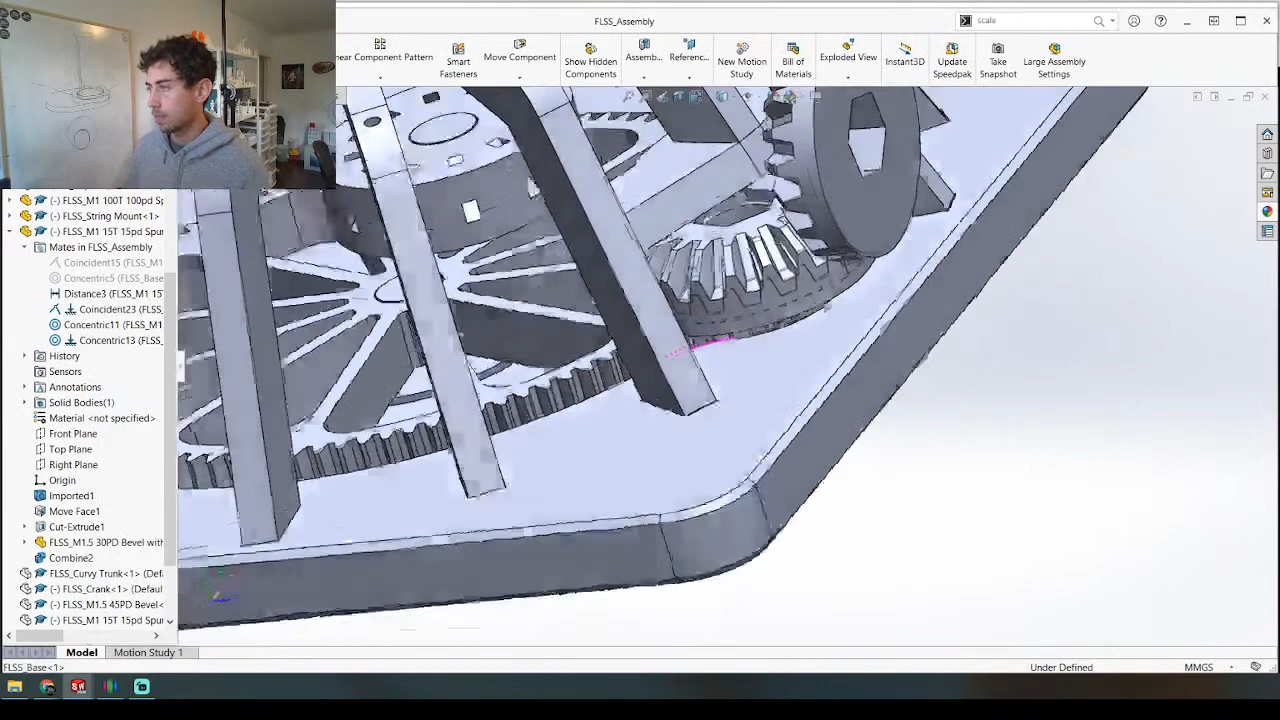 FLSS_Assembly
scale
near Component Pattern
Smart Fasteners
Move Component
Show Hidden Components
Assemb...
Referenc...
New Motion Study
Bill of Materials
Exploded View
Instant3D
Update Speedpak
Take Snapshot
Large Assembly Settings
(-) FLSS_M1 100T 100pd Sp
(-) FLSS_String Mount<1>
(-) FLSS_M1 15T 15pd Spur
Mates in FLSS_Assembly
Coincident15 (FLSS_M1
Concentric5 (FLSS_Base
Distance3 (FLSS_M1 15T
Coincident23 (FLSS_
Concentric11 (FLSS_M1
Concentric13 (FLSS_
History
Sensors
Annotations
Solid Bodies(1)
Material <not specified>
Front Plane
Top Plane
Right Plane
Origin
Imported1
Move Face1
Cut-Extrude1
FLSS_M1.5 30PD Bevel with
Combine2
FLSS_Curvy Trunk<1> (Defa
(-) FLSS_Crank<1> (Default
(-) FLSS_M1.5 45PD Bevel<
(-) FLSS_M1 15T 15pd Spur
Model
Motion Study 1
FLSS_Base<1>
Under Defined
MMGS